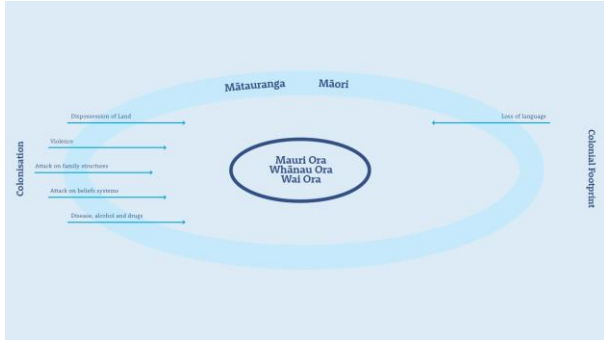 Mātauranga Māori
Dispossession of Land
Loss of language
Violence
Attack on family structures
Attack on beliefs systems
Disease, alcohol and drugs
Mauri Ora
Whānau Ora
Wai Ora
Colonisation
Colonial Footprint